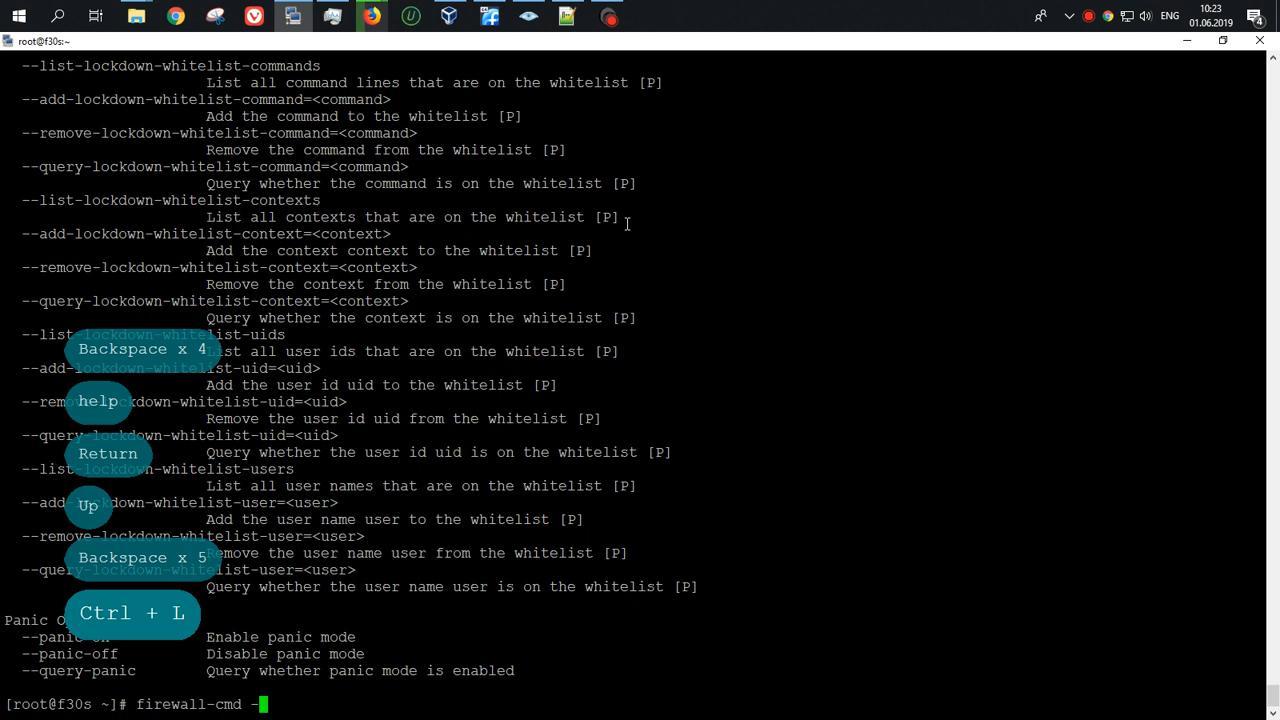 ENG
10:23
01.06.2019
4
root@f30s:~
--list-lockdown-whitelist-commands
List all command lines that are on the whitelist [P]
--add-lockdown-whitelist-command=<command>
Add the command to the whitelist [P]
--remove-lockdown-whitelist-command=<command>
Remove the command from the whitelist [P]
--query-lockdown-whitelist-command=<command>
Query whether the command is on the whitelist [P]
--list-lockdown-whitelist-contexts
List all contexts that are on the whitelist [P]
--add-lockdown-whitelist-context=<context>
Add the context context to the whitelist [P]
--remove-lockdown-whitelist-context=<context>
Remove the context from the whitelist [P]
--query-lockdown-whitelist-context=<context>
Query whether the context is on the whitelist [P]
--list-lockdown-whitelist-uids
Backspace x 4
List all user ids that are on the whitelist [P]
--add-lockdown-whitelist-uid=<uid>
Add the user id uid to the whitelist [P]
help
--remove-lockdown-whitelist-uid=<uid>
Remove the user id uid from the whitelist [P]
--query-lockdown-whitelist-uid=<uid>
Return
Query whether the user id uid is on the whitelist [P]
--list-lockdown-whitelist-users
List all user names that are on the whitelist [P]
--add-lockdown-whitelist-user=<user>
Up
Add the user name user to the whitelist [P]
--remove-lockdown-whitelist-user=<user>
Backspace x 5
Remove the user name user from the whitelist [P]
--query-lockdown-whitelist-user=<user>
Query whether the user name user is on the whitelist [P]
Ctrl + L
Panic O
--panic-on Enable panic mode
--panic-off Disable panic mode
--query-panic Query whether panic mode is enabled
[root@f30s ~]# firewall-cmd -